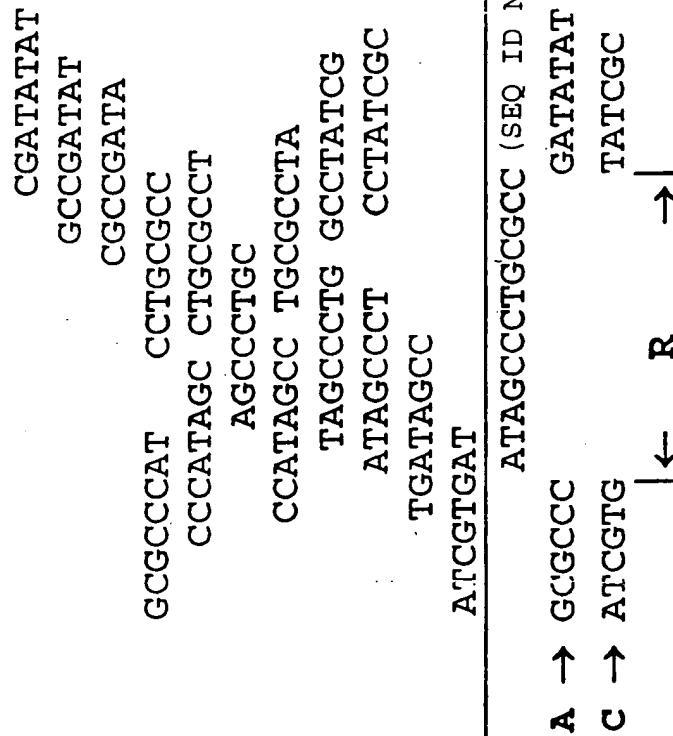 CGATATAT
GCCGATAT
CGCCGATA
GCGCCCAT CCTGCGCC
CCCATAGC CTGCGCCT
AGCCCTGC
CCATAGCC TGCGCCTA
TAGCCCTG GCCTATCG
ATAGCCCT CCTATCGC
TGATAGCC
ATCGTGAT
ATAGCCCTGCGCC (SEQ ID N
A → GCGCCC GATATAT
C → ATCGTG TATCGC
← R →